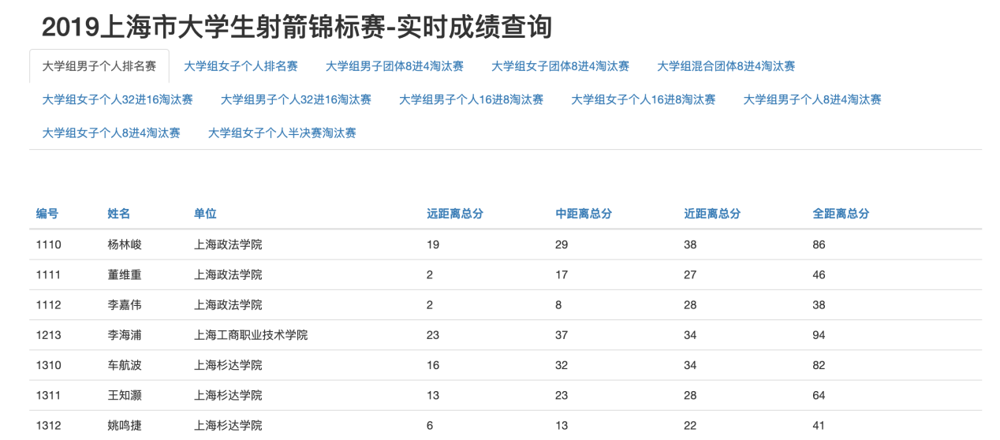 2019上海市大学生射箭锦标赛-实时成绩查询
大学组男子个人排名赛 大学组女子个人排名赛 大学组男子团体8进4淘汰赛 大学组女子团体8进4淘汰赛 大学组混合团体8进4淘汰赛
大学组女子个人32进16淘汰赛 大学组男子个人32进16淘汰赛 大学组男子个人16进8淘汰赛 大学组女子个人16进8淘汰赛 大学组男子个人8进4淘汰赛
大学组女子个人8进4淘汰赛 大学组女子个人半决赛淘汰赛
编号 姓名 单位 远距离总分 中距离总分 近距离总分 全距离总分
1110 杨林峻 上海政法学院 19 29 38 86
1111 董维重 上海政法学院 2 17 27 46
1112 李嘉伟 上海政法学院 2 8 28 38
1213 李海浦 上海工商职业技术学院 23 37 34 94
1310 车航波 上海杉达学院 16 32 34 82
1311 王知灏 上海杉达学院 13 23 28 64
1312 姚鸣捷 上海杉达学院 6 13 22 41